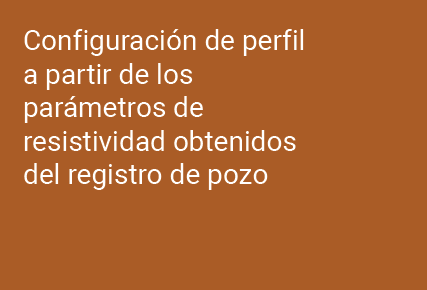 Configuración de perfil
a partir de los
parámetros de
resistividad obtenidos
del registro de pozo